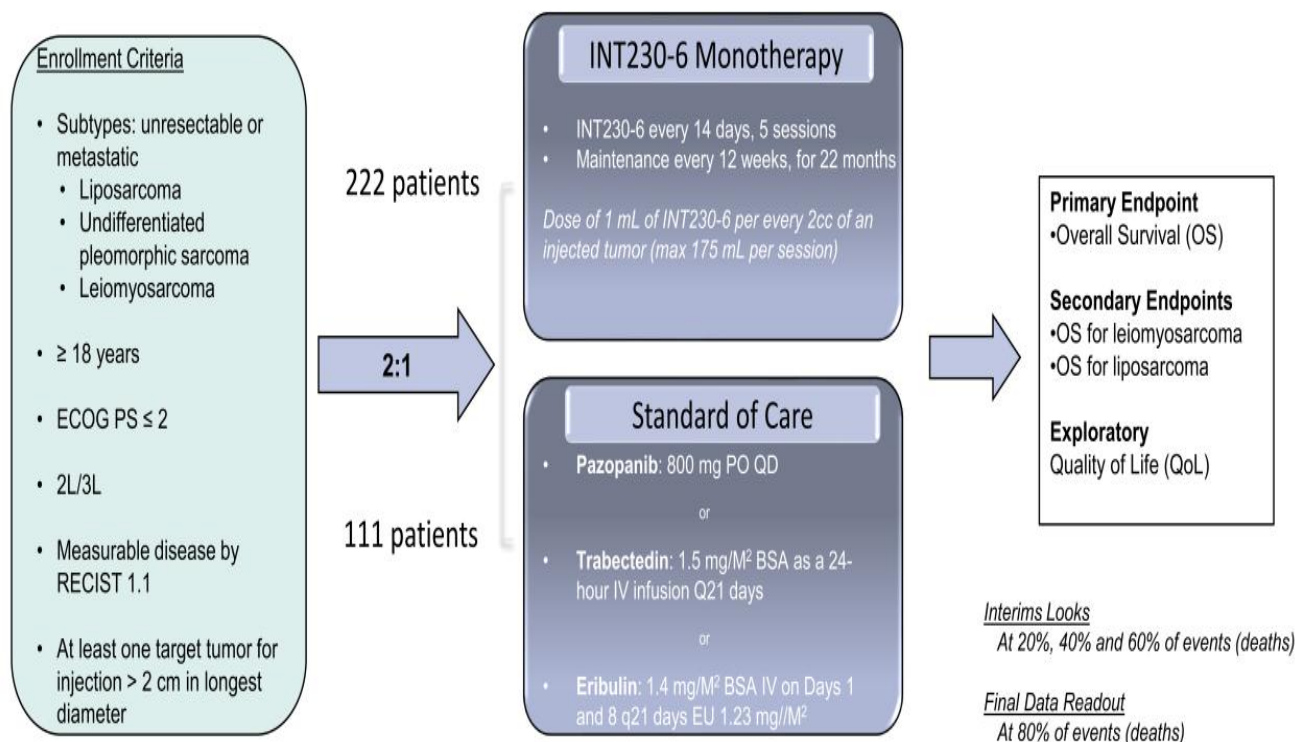 Enrollment Criteria
• Subtypes: unresectable or
metastatic
• Liposarcoma
• Undifferentiated
pleomorphic sarcoma
• Leiomyosarcoma
• ≥ 18 years
• ECOG PS ≤ 2
• 2L/3L
• Measurable disease by
RECIST 1.1
• At least one target tumor for
injection > 2 cm in longest
diameter
2:1
222 patients
111 patients
INT230-6 Monotherapy
• INT230-6 every 14 days, 5 sessions
• Maintenance every 12 weeks, for 22 months
Dose of 1 mL of INT230-6 per every 2cc of an
injected tumor (max 175 mL per session)
Standard of Care
• Pazopanib: 800 mg PO QD
or
• Trabectedin: 1.5 mg/M² BSA as a 24-
hour IV infusion Q21 days
or
• Eribulin: 1.4 mg/M² BSA IV on Days 1
and 8 q21 days EU 1.23 mg//M²
Primary Endpoint
•Overall Survival (OS)
Secondary Endpoints
•OS for leiomyosarcoma
•OS for liposarcoma
Exploratory
Quality of Life (QoL)
Interims Looks
At 20%, 40% and 60% of events (deaths)
Final Data Readout
At 80% of events (deaths)